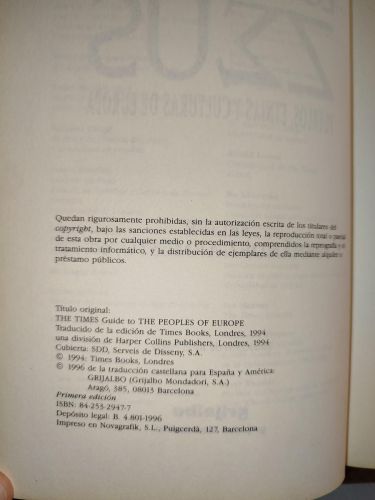 Quedan rigurosamente prohibidas, sin la autorización escrita de los titulares del
copyright, bajo las sanciones establecidas en las leyes, la reproducción total o parcial
de esta obra por cualquier medio o procedimiento, comprendidos la reprografía y el
tratamiento informático, y la distribución de ejemplares de ella mediante alquiler o
préstamo públicos.
Título original:
THE TIMES Guide to THE PEOPLES OF EUROPE
Traducido de la edición de Times Books, Londres, 1994
una división de Harper Collins Publishers, Londres, 1994
Cubierta: SDD, Serveis de Disseny, S.A.
© 1994: Times Books, Londres
© 1996 de la traducción castellana para España y América:
GRIJALBO (Grijalbo Mondadori, S.A.)
Aragó, 385, 08013 Barcelona
Primera edición
ISBN: 84-253-2947-7
Depósito legal: B. 4.801-1996
Impreso en Novagrafik, S.L., Puigcerdà, 127, Barcelona